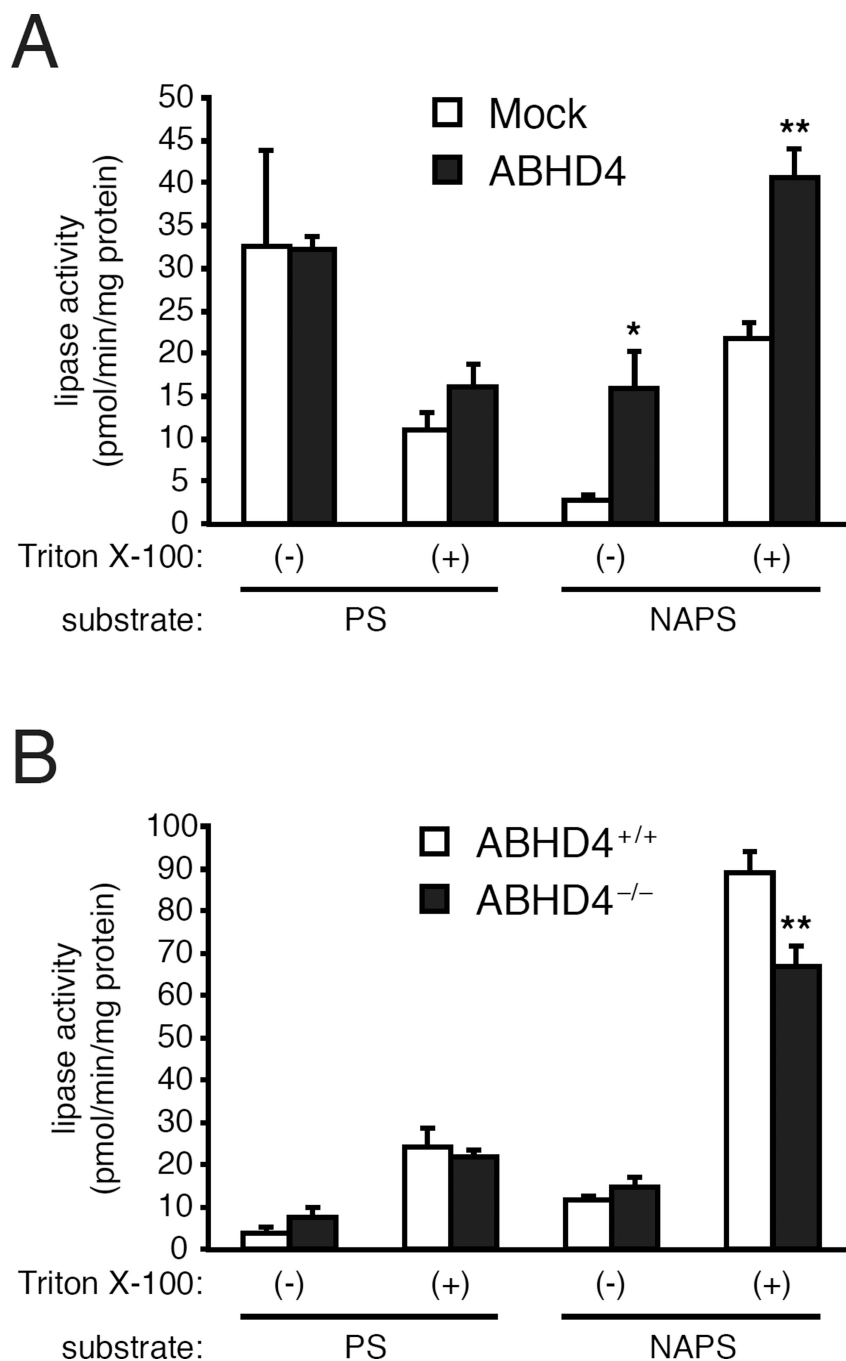 A
50
45
40
35
30
25
20
15
10
5
0
lipase activity
(pmol/min/mg protein)
Mock
ABHD4
*
**
Triton X-100: (-) (+) (-) (+)
substrate: PS NAPS
B
100
90
80
70
60
50
40
30
20
10
0
lipase activity
(pmol/min/mg protein)
ABHD4+/+
ABHD4−/−
**
Triton X-100: (-) (+) (-) (+)
substrate: PS NAPS